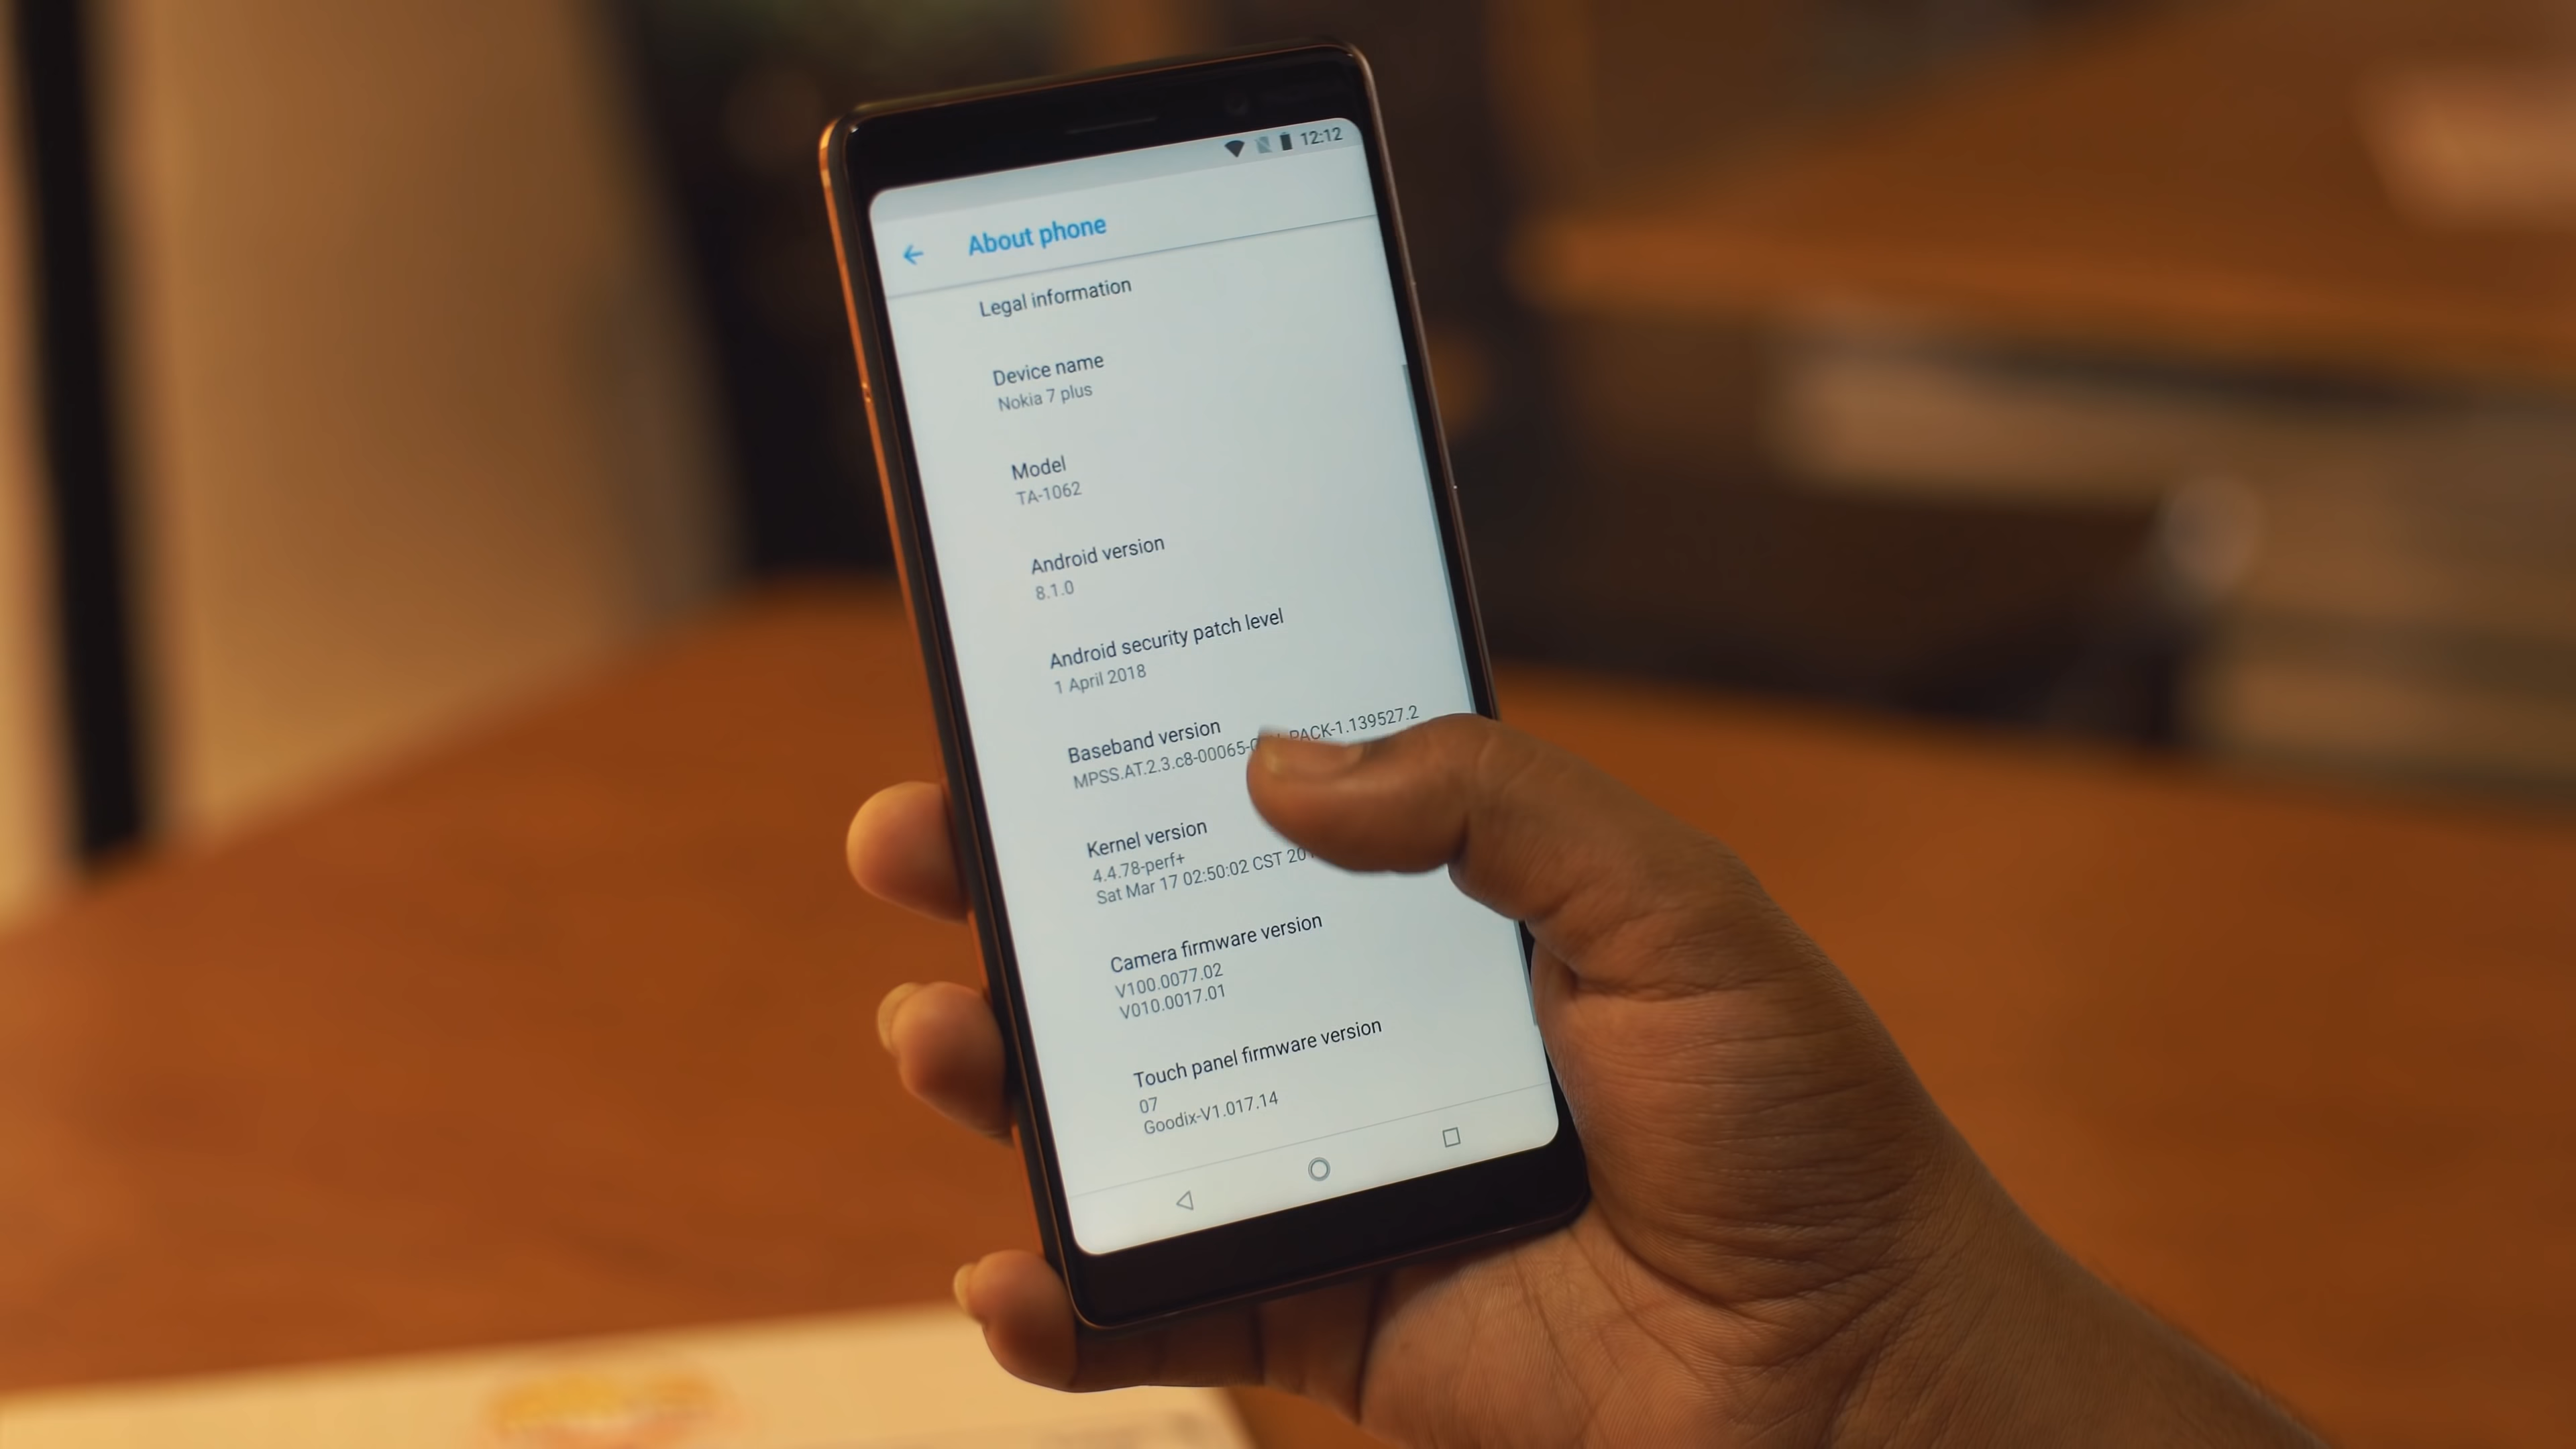 12:12
About phone
Legal information
Device name
Nokia 7 plus
Model
TA-1062
Android version
8.1.0
Android security patch level
1 April 2018
Baseband version
MPSS.AT.2.3.c8-00065- PACK-1.139527.2
Kernel version
4.4.78-perf+
Sat Mar 17 02:50:02 CST
Camera firmware version
V100.0077.02
V010.0017.01
Touch panel firmware version
07
Goodix-V1.017.14